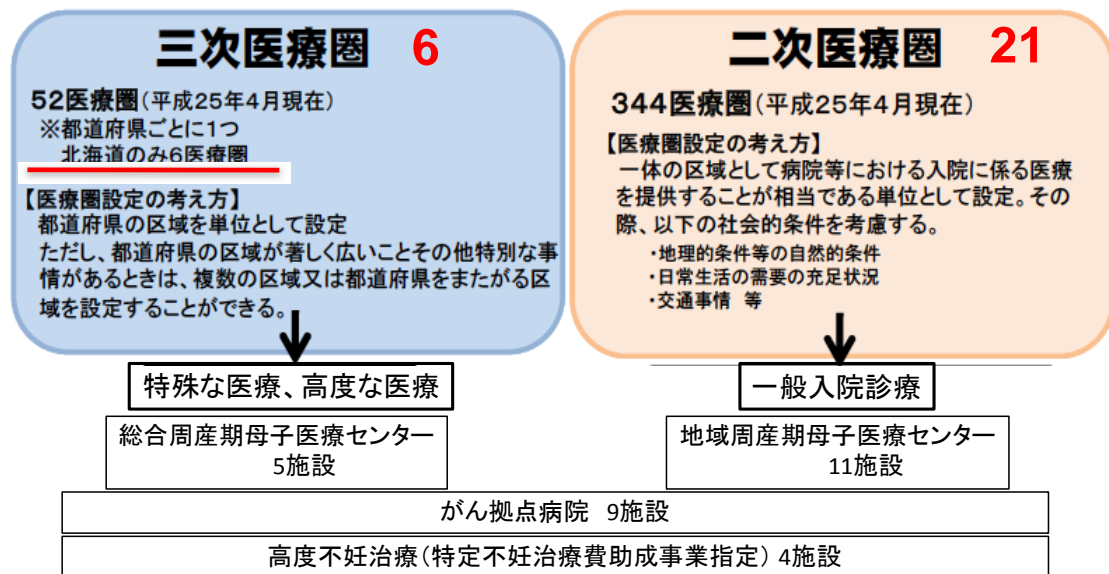 三次医療圏 6
52医療圏(平成25年4月現在)
※都道府県ごとに1つ
北海道のみ6医療圏
【医療圏設定の考え方】
都道府県の区域を単位として設定
ただし、都道府県の区域が著しく広いことその他特別な事
情があるときは、複数の区域又は都道府県をまたがる区
域を設定することができる。
特殊な医療、高度な医療
総合周産期母子医療センター
5施設
二次医療圏 21
344医療圏(平成25年4月現在)
【医療圏設定の考え方】
一体の区域として病院等における入院に係る医療
を提供することが相当である単位として設定。その
際、以下の社会的条件を考慮する。
・地理的条件等の自然的条件
・日常生活の需要の充足状況
・交通事情 等
一般入院診療
地域周産期母子医療センター
11施設
がん拠点病院 9施設
高度不妊治療(特定不妊治療費助成事業指定) 4施設